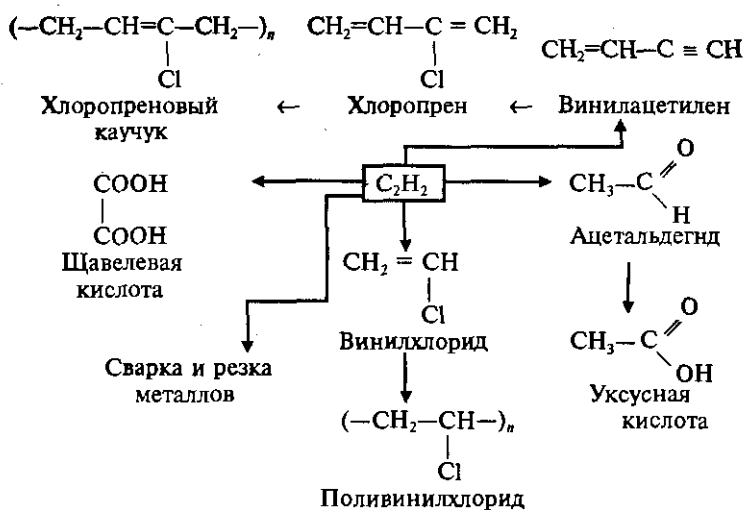 (—CH₂—CH=C—CH₂—)ₙ
Cl
Хлоропреновый
каучук
←
CH₂=CH—C=CH₂
Cl
Хлоропрен
←
CH₂=CH—C≡CH
Винилацетилен
COOH
COOH
Щавелевая
кислота
C₂H₂
CH₃—C
O
H
Ацетальдегнд
CH₂=CH
Cl
Винилхлорид
Сварка и резка
металлов
CH₃—C
O
OH
Уксусная
кислота
(—CH₂—CH—)ₙ
Cl
Поливинилхлорид